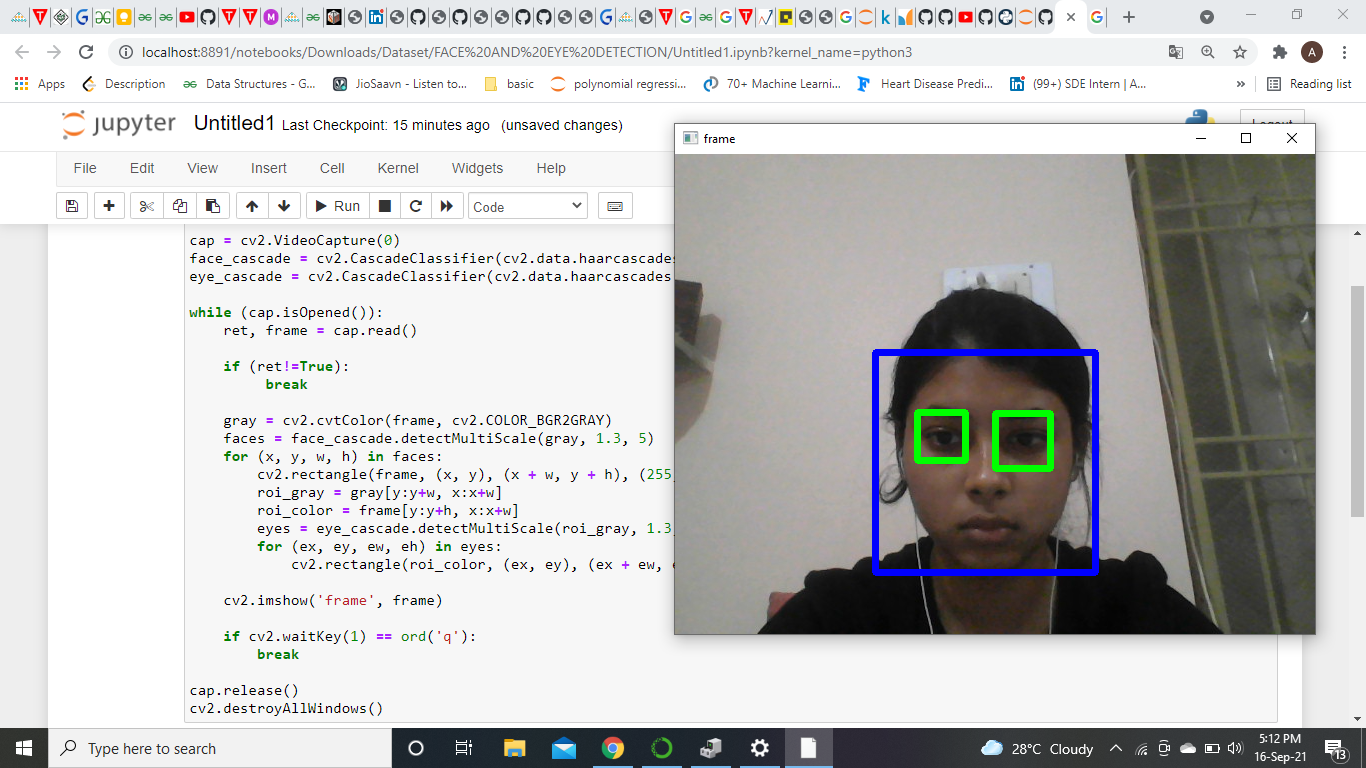 localhost:8891/notebooks/Downloads/Dataset/FACE%20AND%20EYE%20DETECTION/Untitled1.ipynb?kernel_name=python3
A
Apps
Description
Data Structures - G...
JioSaavn - Listen to...
basic
polynomial regressi...
70+ Machine Learni...
Heart Disease Predi...
(99+) SDE Intern | A...
»
Reading list
jupyter Untitled1 Last Checkpoint: 15 minutes ago (unsaved changes)
frame
File Edit View Insert Cell Kernel Widgets Help
Run
Code
cap = cv2.VideoCapture(0)
face_cascade = cv2.CascadeClassifier(cv2.data.haarcascades
eye_cascade = cv2.CascadeClassifier(cv2.data.haarcascades
while (cap.isOpened()):
    ret, frame = cap.read()
    if (ret!=True):
         break
    gray = cv2.cvtColor(frame, cv2.COLOR_BGR2GRAY)
    faces = face_cascade.detectMultiScale(gray, 1.3, 5)
    for (x, y, w, h) in faces:
        cv2.rectangle(frame, (x, y), (x + w, y + h), (255,
        roi_gray = gray[y:y+w, x:x+w]
        roi_color = frame[y:y+h, x:x+w]
        eyes = eye_cascade.detectMultiScale(roi_gray, 1.3,
        for (ex, ey, ew, eh) in eyes:
            cv2.rectangle(roi_color, (ex, ey), (ex + ew, e
    cv2.imshow('frame', frame)
    if cv2.waitKey(1) == ord('q'):
        break
cap.release()
cv2.destroyAllWindows()
Type here to search
28°C Cloudy
5:12 PM
16-Sep-21
13